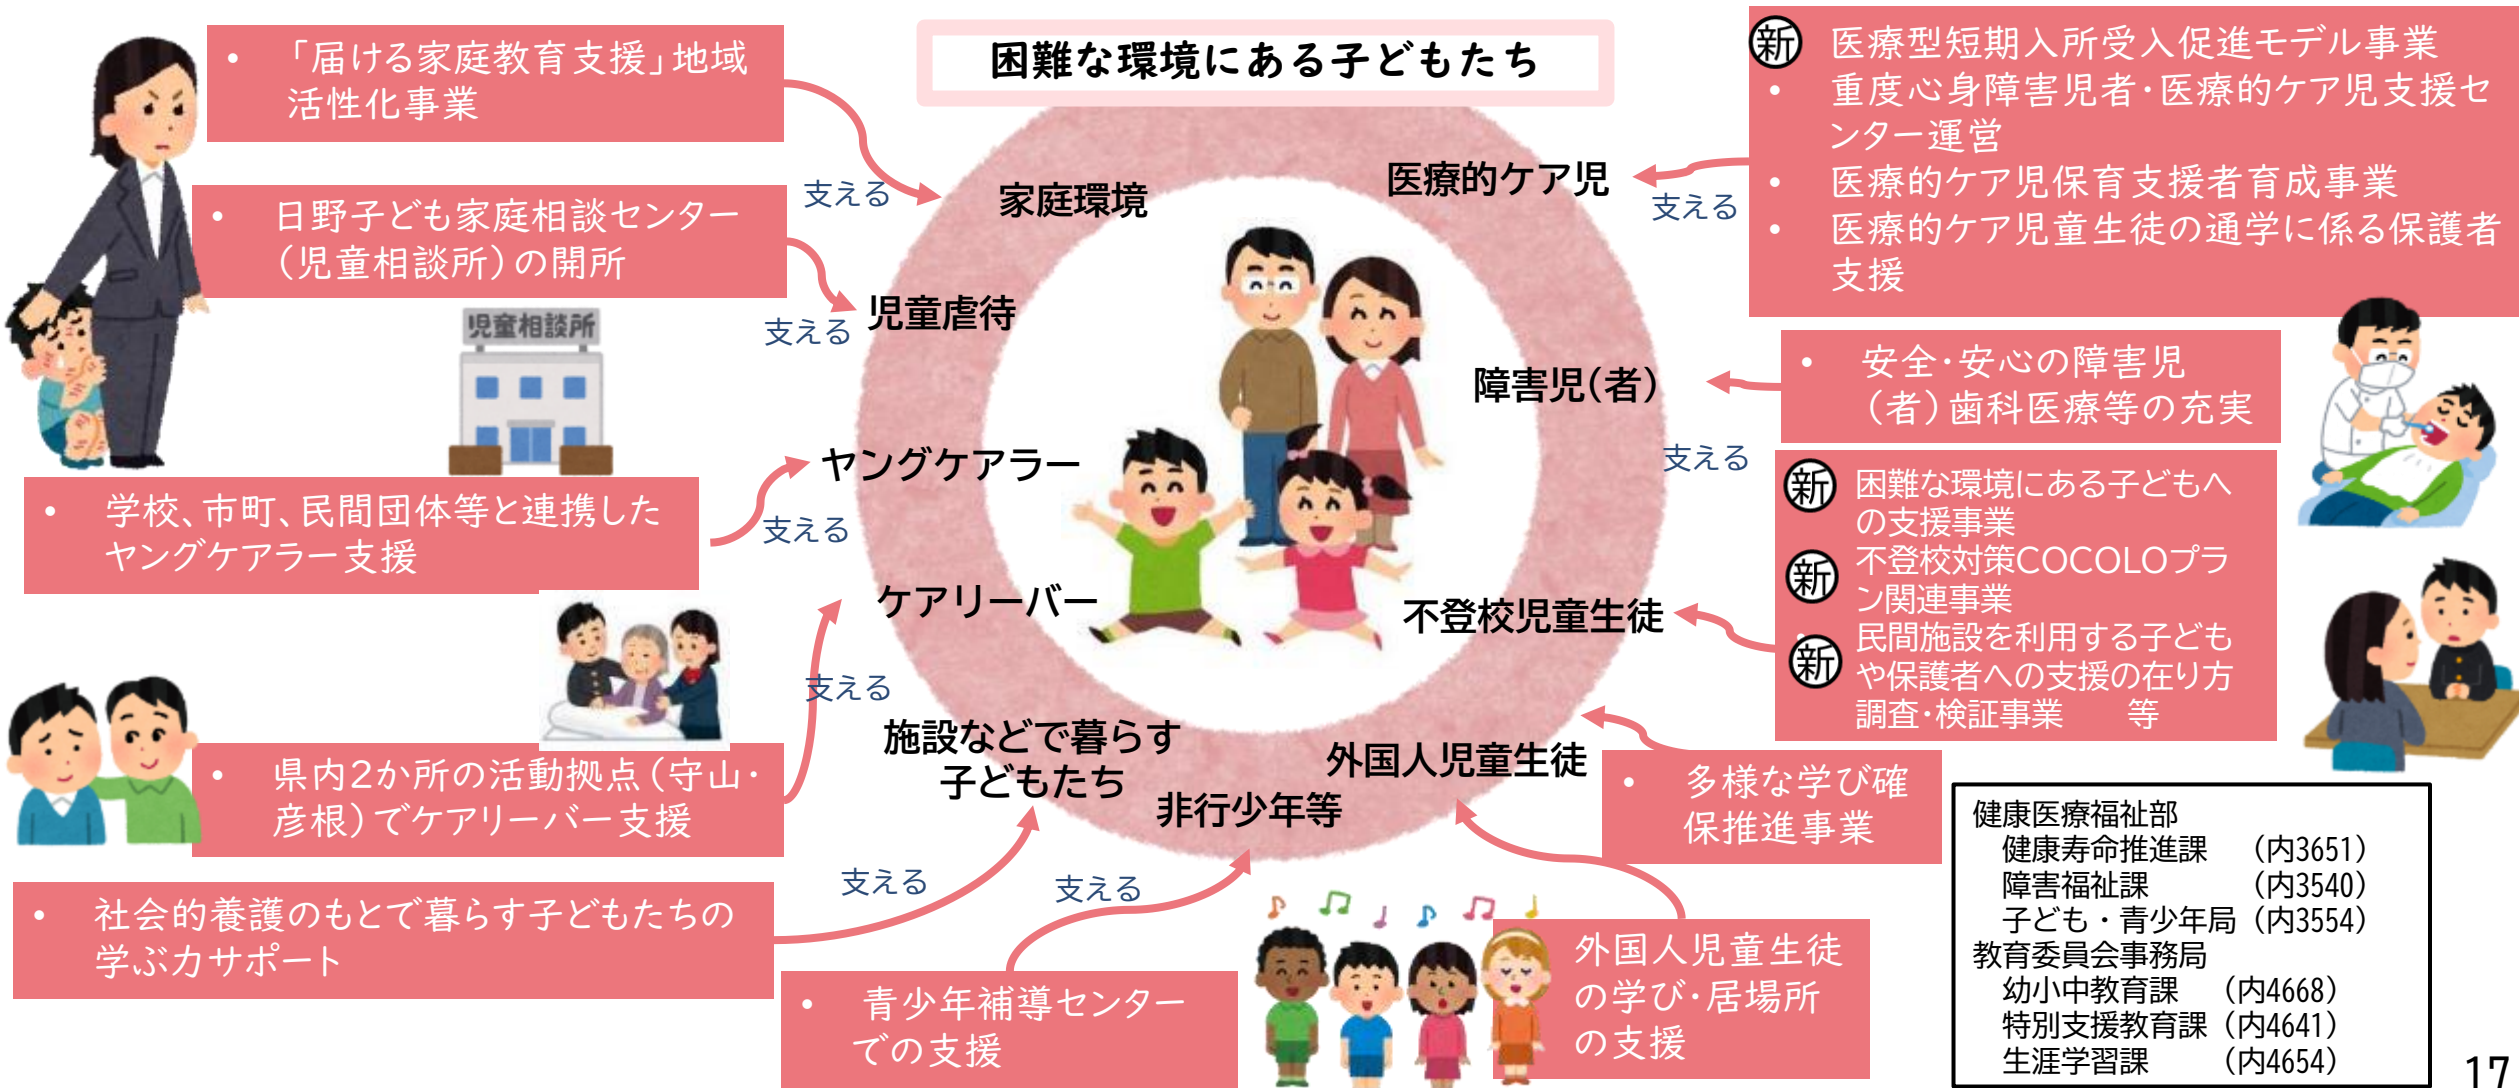 困難な環境にある子どもたち
• 「届ける家庭教育支援」地域
活性化事業
支える
家庭環境
• 日野子ども家庭相談センター
（児童相談所）の開所
支える
児童虐待
児童相談所
• 学校、市町、民間団体等と連携した
ヤングケアラー支援
支える
ヤングケアラー
• 県内2か所の活動拠点（守山・
彦根）でケアリーバー支援
支える
ケアリーバー
• 社会的養護のもとで暮らす子どもたちの
学ぶ力サポート
支える
施設などで暮らす
子どもたち
• 青少年補導センター
での支援
支える
非行少年等
新 医療型短期入所受入促進モデル事業
• 重度心身障害児者・医療的ケア児支援セ
ンター運営
• 医療的ケア児保育支援者育成事業
• 医療的ケア児童生徒の通学に係る保護者
支援
支える
医療的ケア児
• 安全・安心の障害児
（者）歯科医療等の充実
障害児（者）
支える
新 困難な環境にある子どもへ
の支援事業
新 不登校対策COCOLOプラ
ン関連事業
新 民間施設を利用する子ども
や保護者への支援の在り方
調査・検証事業　等
不登校児童生徒
• 多様な学び確
保推進事業
外国人児童生徒
外国人児童生徒
の学び・居場所
の支援
健康医療福祉部
健康寿命推進課 （内3651）
障害福祉課 （内3540）
子ども・青少年局（内3554）
教育委員会事務局
幼小中教育課 （内4668）
特別支援教育課（内4641）
生涯学習課 （内4654）
17